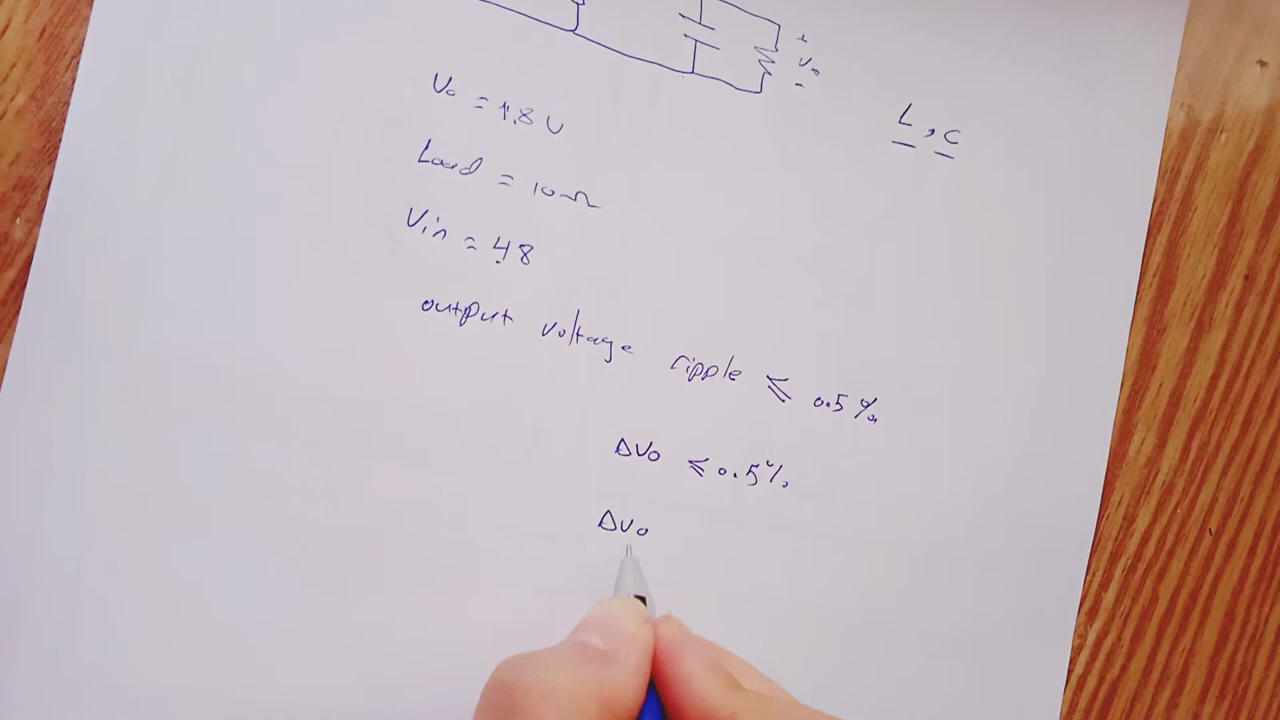 +
Vo
-
L, C
Vo = 1.8 V
Load = 10Ω
Vin = 48
output voltage ripple ≤ 0.5%
ΔVo ≤ 0.5%
ΔVo